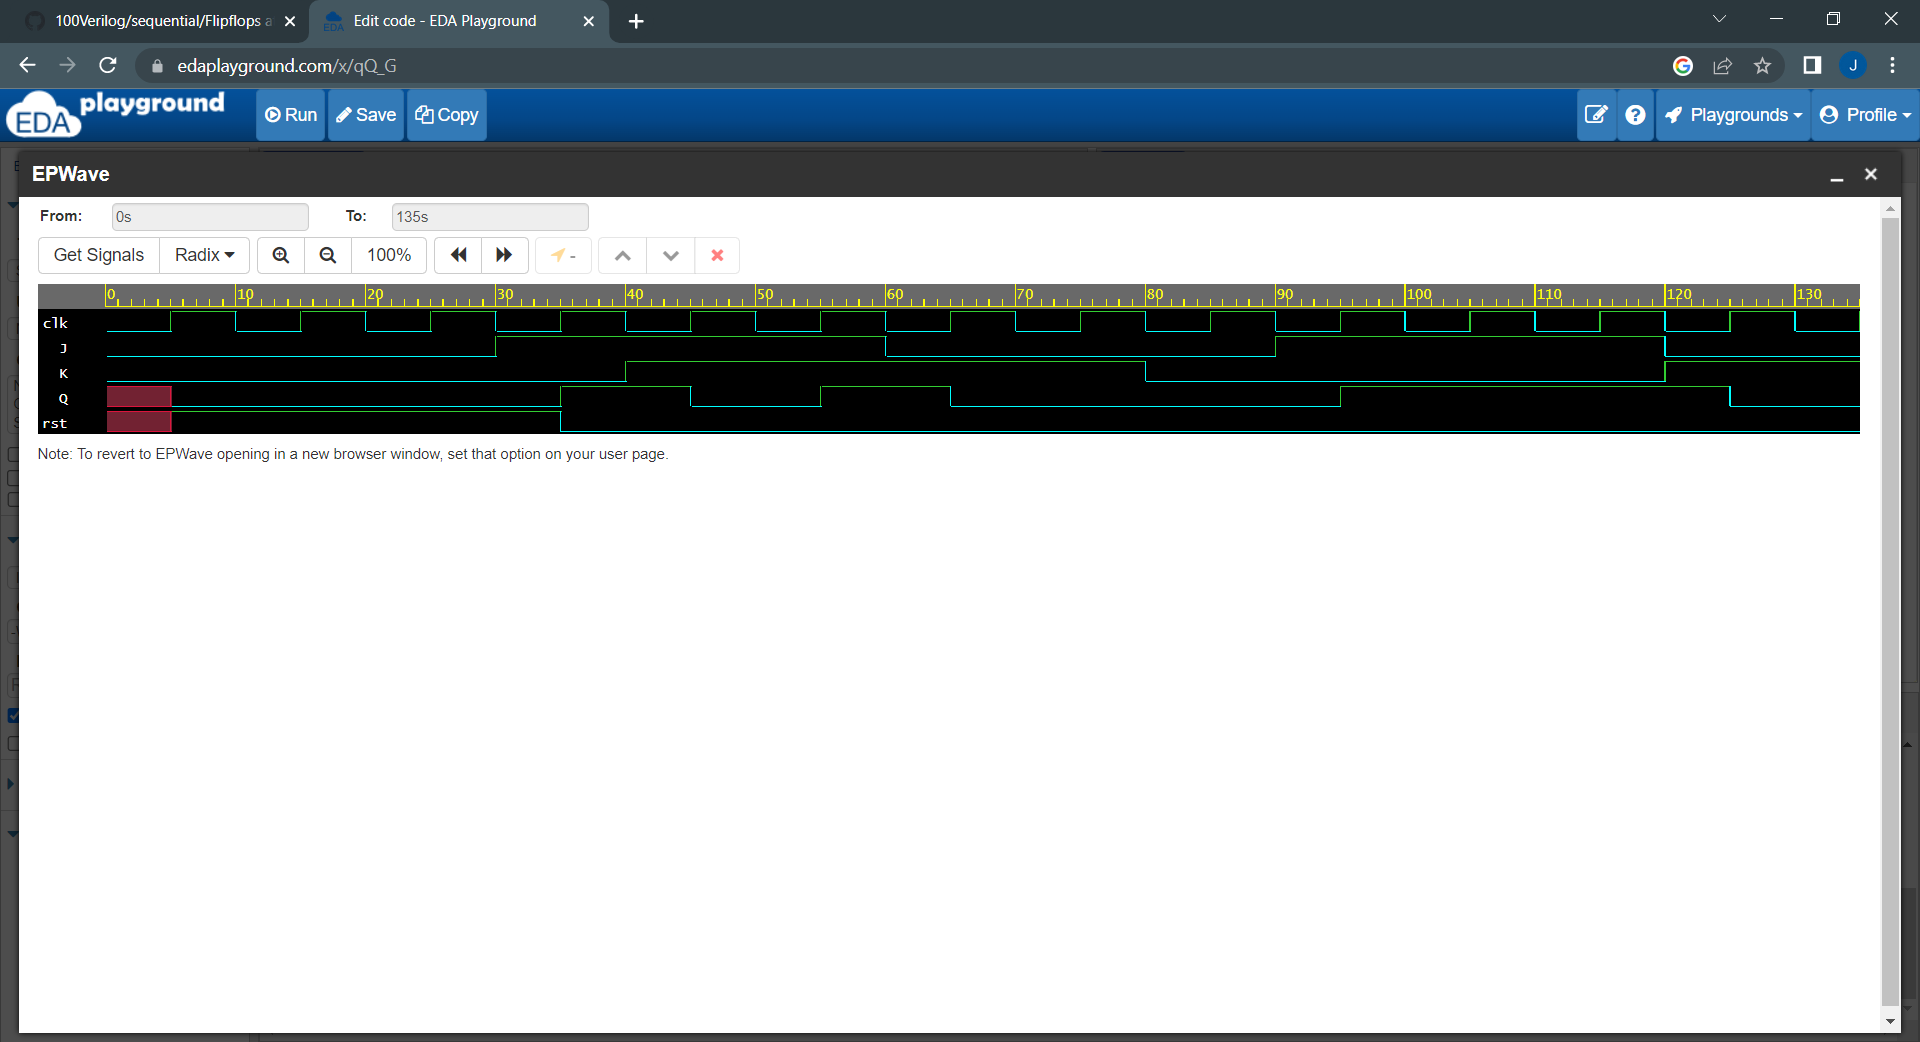 100Verilog/sequential/Flipflops a
Edit code - EDA Playground
edaplayground.com/x/qQ_G
J
EDA playground
Run
Save
Copy
Playgrounds
Profile
EPWave
From:
0s
To:
135s
Get Signals
Radix
100%
-
0 10 20 30 40 50 60 70 80 90 100 110 120 130
clk
J
K
Q
rst
Note: To revert to EPWave opening in a new browser window, set that option on your user page.